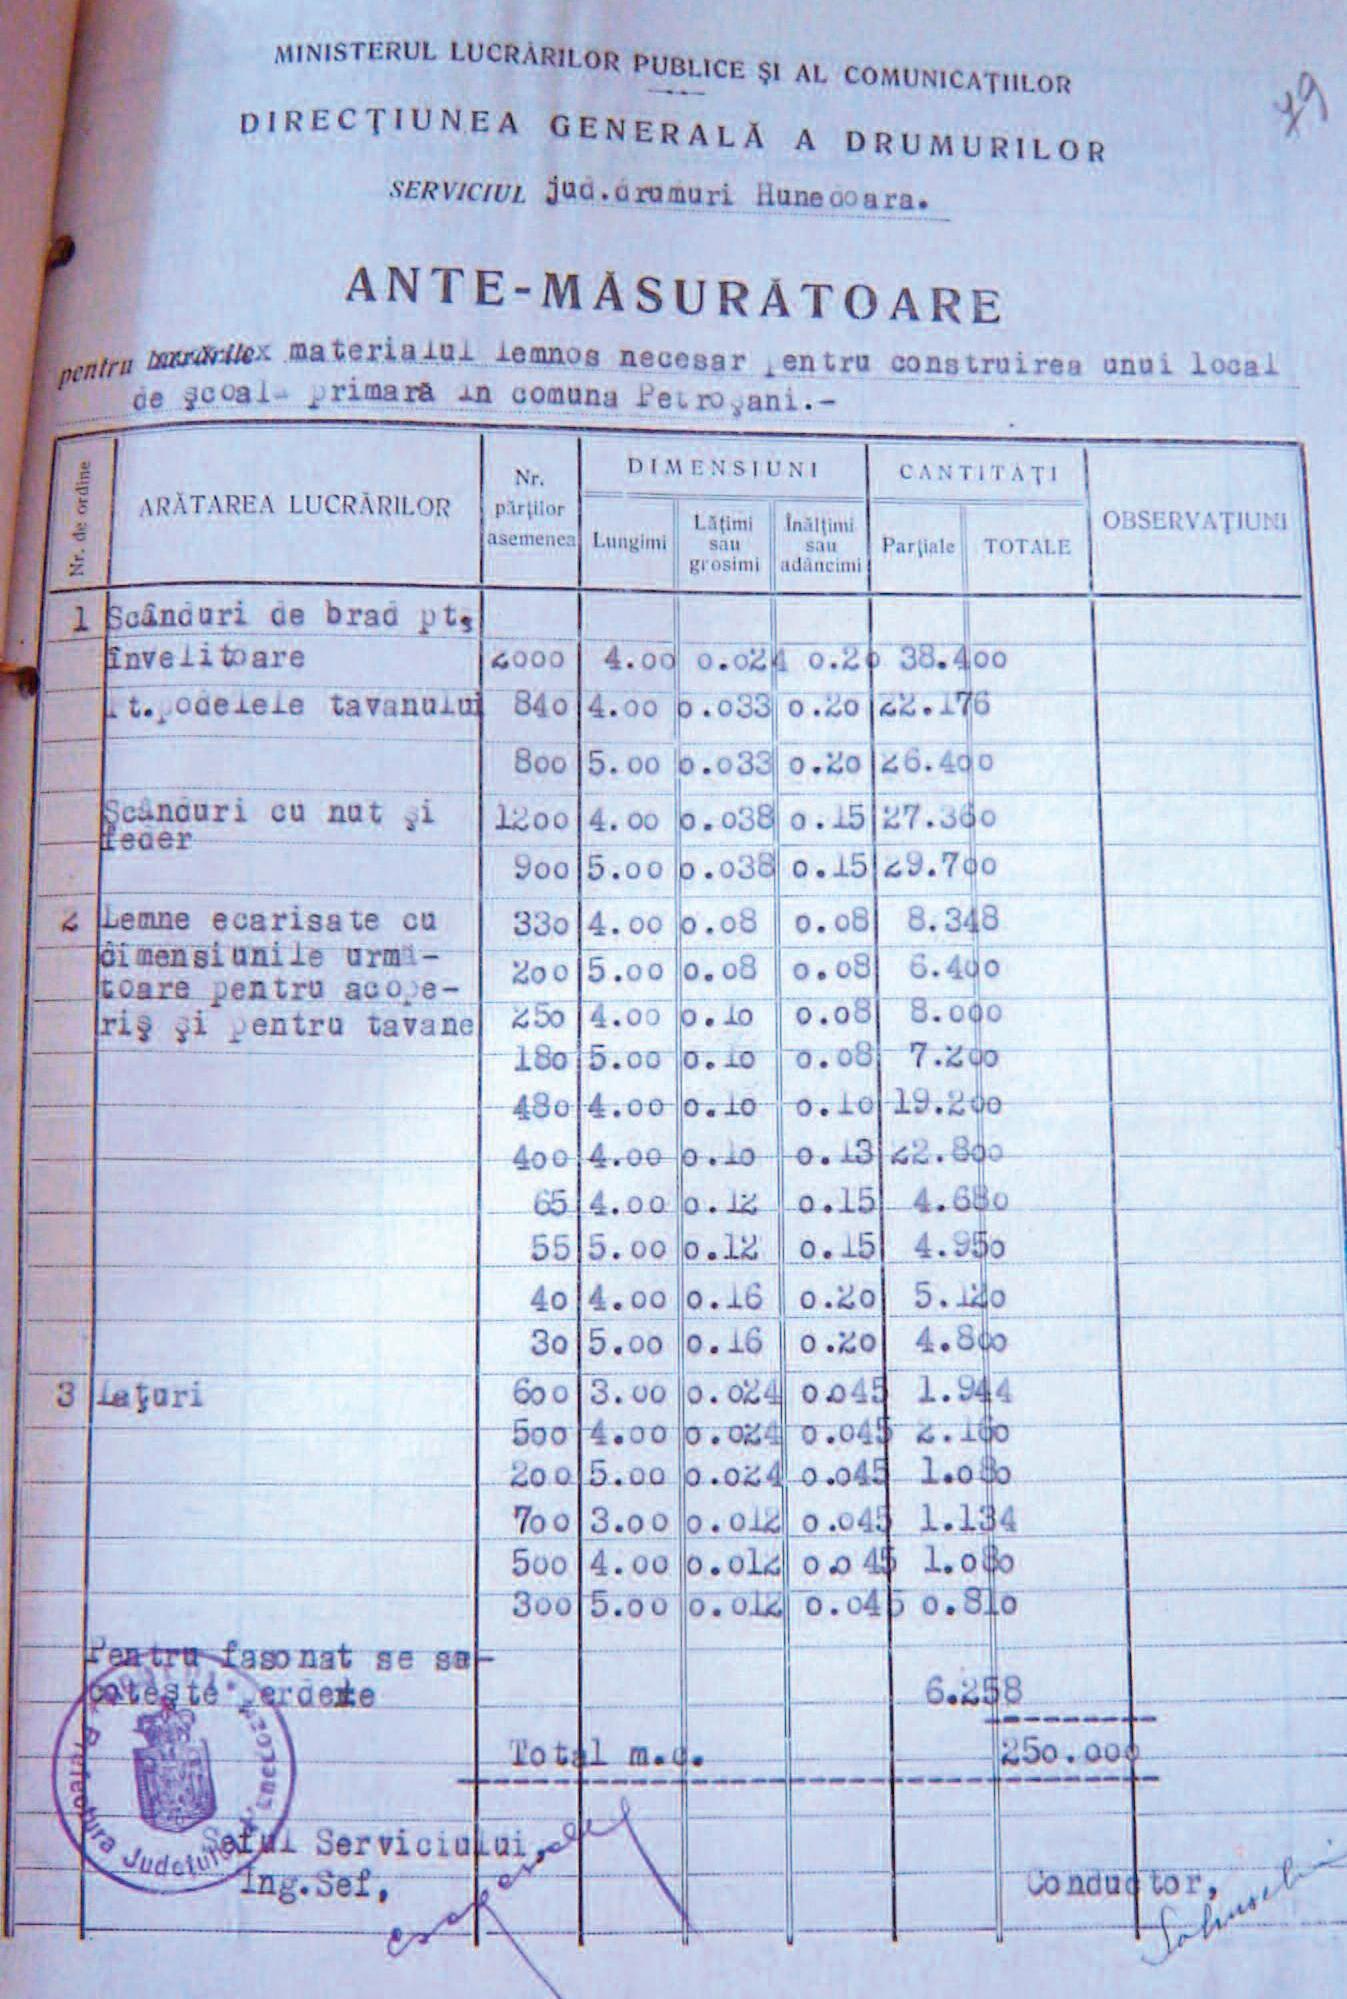 79
MINISTERUL LUCRĂRILOR PUBLICE ŞI AL COMUNICAŢIILOR
DIRECŢIUNEA GENERALĂ A DRUMURILOR
SERVICIUL jud.drumuri Hunedoara.
ANTE-MĂSURĂTOARE
pentru lucrările materialul lemnos necesar pentru construirea unui local
de şcoală primară in comuna Petroşani.-
Nr. de ordine ARĂTAREA LUCRĂRILOR Nr. părţilor asemenea DIMENSIUNI CANTITĂŢI OBSERVAŢIUNI
Lungimi Lăţimi sau grosimi Înălţimi sau adâncimi Parţiale TOTALE
1 Scânduri de brad pt,
învelitoare 2000 4.00 0.024 0.20 38.400
pt.podelele tavanului 840 4.00 0.033 0.20 22.176
800 5.00 0.033 0.20 26.400
Scânduri cu nut şi 1200 4.00 0.038 0.15 27.360
feder
900 5.00 0.038 0.15 29.700
2 Lemne ecarisate cu 330 4.00 0.08 0.08 8.348
dimensiunile urmă- 200 5.00 0.08 0.08 6.400
toare pentru acope-
riş şi pentru tavane 250 4.00 0.10 0.08 8.000
180 5.00 0.10 0.08 7.200
480 4.00 0.10 0.10 19.200
400 4.00 0.10 0.13 22.800
65 4.00 0.12 0.15 4.680
55 5.00 0.12 0.15 4.950
40 4.00 0.16 0.20 5.120
30 5.00 0.16 0.20 4.800
3 Laţuri 600 3.00 0.024 0.045 1.944
500 4.00 0.024 0.045 2.160
200 5.00 0.024 0.045 1.080
700 3.00 0.012 0.045 1.134
500 4.00 0.012 0.045 1.080
300 5.00 0.012 0.045 0.810
Pentru fasonat se so-
coteşte perdere 6.258
Total m.c. 250.000
Prefectura Judeţului Hunedoara
Seful Serviciului,
Ing.Sef,
Conductor,